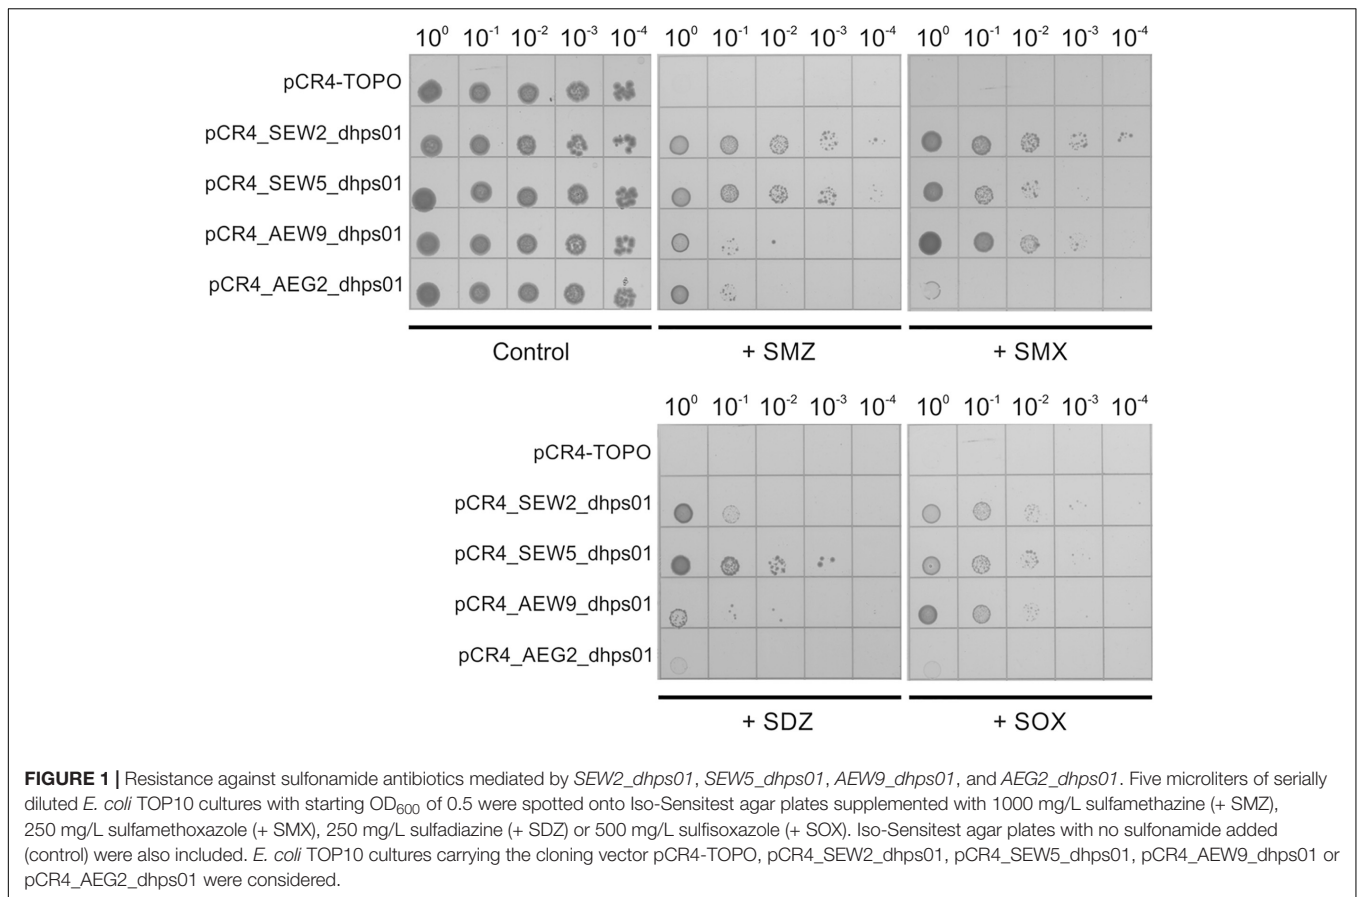 10⁰ 10⁻¹ 10⁻² 10⁻³ 10⁻⁴ 10⁰ 10⁻¹ 10⁻² 10⁻³ 10⁻⁴ 10⁰ 10⁻¹ 10⁻² 10⁻³ 10⁻⁴
pCR4-TOPO
pCR4_SEW2_dhps01
pCR4_SEW5_dhps01
pCR4_AEW9_dhps01
pCR4_AEG2_dhps01
Control + SMZ + SMX
10⁰ 10⁻¹ 10⁻² 10⁻³ 10⁻⁴ 10⁰ 10⁻¹ 10⁻² 10⁻³ 10⁻⁴
pCR4-TOPO
pCR4_SEW2_dhps01
pCR4_SEW5_dhps01
pCR4_AEW9_dhps01
pCR4_AEG2_dhps01
+ SDZ + SOX
FIGURE 1 | Resistance against sulfonamide antibiotics mediated by SEW2_dhps01, SEW5_dhps01, AEW9_dhps01, and AEG2_dhps01. Five microliters of serially
diluted E. coli TOP10 cultures with starting OD₆₀₀ of 0.5 were spotted onto Iso-Sensitest agar plates supplemented with 1000 mg/L sulfamethazine (+ SMZ),
250 mg/L sulfamethoxazole (+ SMX), 250 mg/L sulfadiazine (+ SDZ) or 500 mg/L sulfisoxazole (+ SOX). Iso-Sensitest agar plates with no sulfonamide added
(control) were also included. E. coli TOP10 cultures carrying the cloning vector pCR4-TOPO, pCR4_SEW2_dhps01, pCR4_SEW5_dhps01, pCR4_AEW9_dhps01 or
pCR4_AEG2_dhps01 were considered.